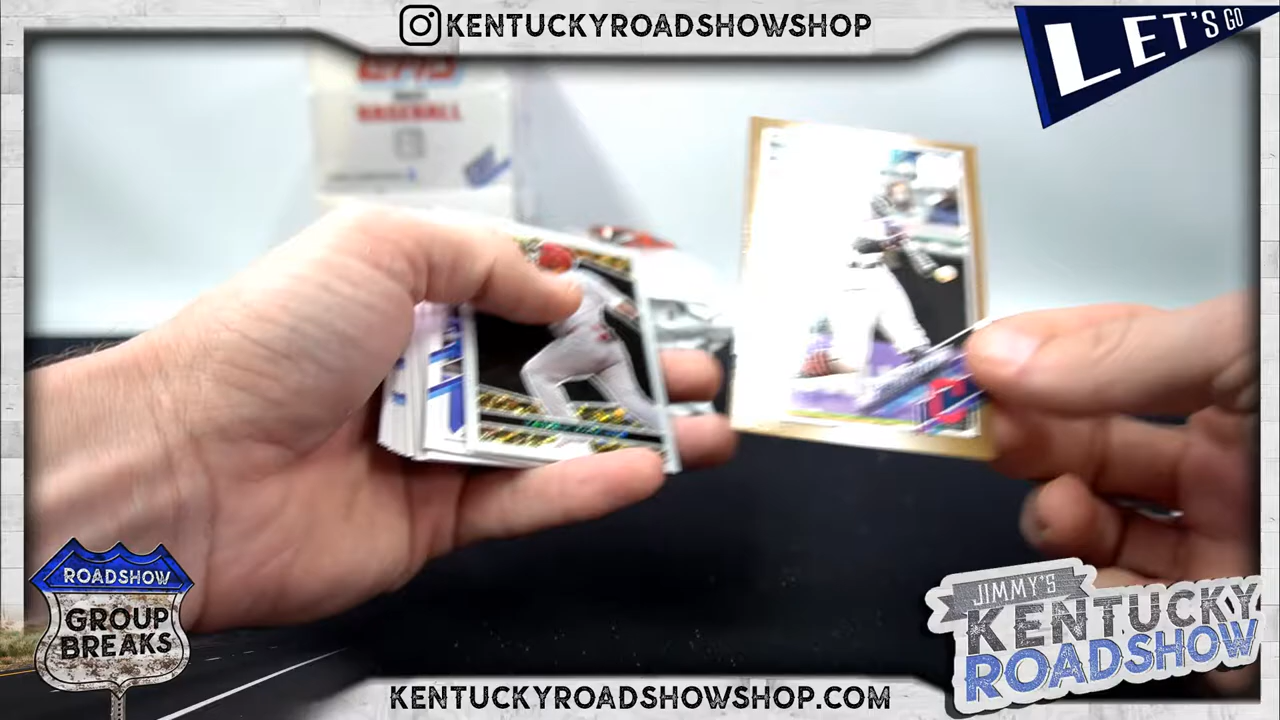 KENTUCKYROADSHOWSHOP
LET'S GO
BASEBALL
ROADSHOW
GROUP
BREAKS
JIMMY'S
KENTUCKY
ROADSHOW
KENTUCKYROADSHOWSHOP.COM